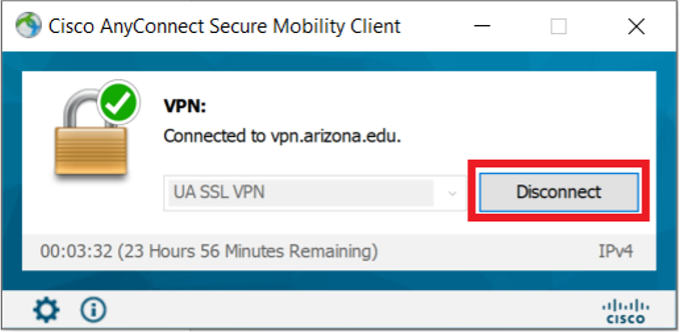 Cisco AnyConnect Secure Mobility Client
VPN:
Connected to vpn.arizona.edu.
UA SSL VPN
Disconnect
00:03:32 (23 Hours 56 Minutes Remaining)
IPv4
CISCO